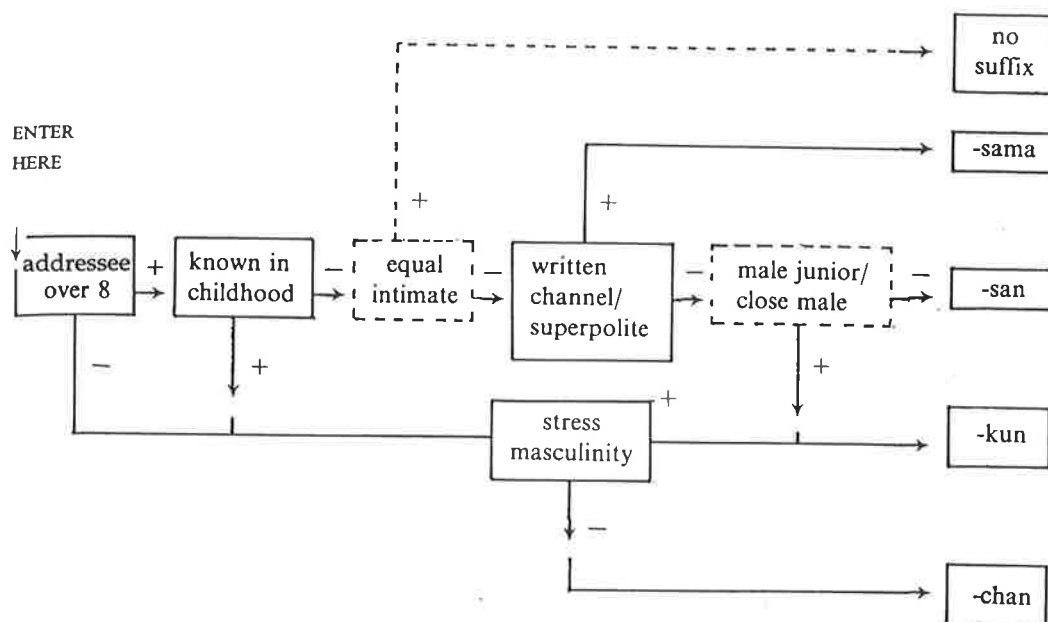 no
suffix
ENTER
HERE
-sama
+
+
addressee
over 8
+
known in
childhood
−
equal
intimate
−
written
channel/
superpolite
−
male junior/
close male
−
-san
−
+
+
stress
masculinity
+
-kun
−
-chan